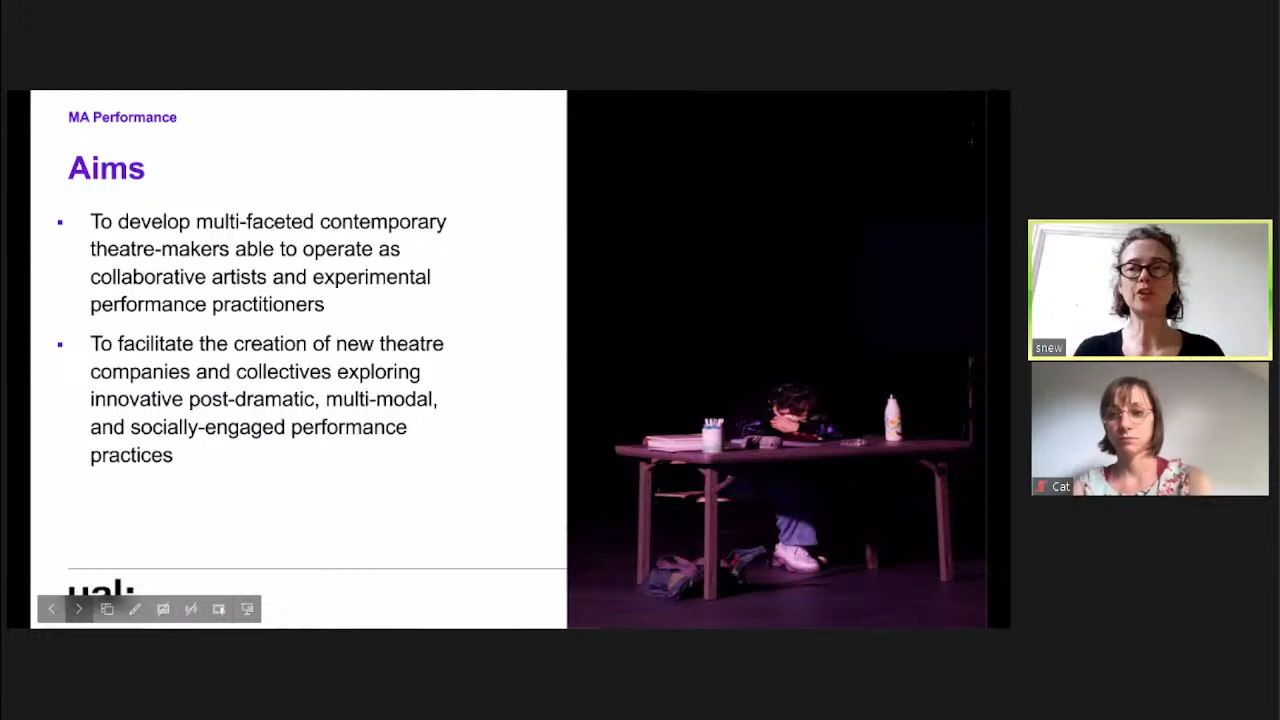 MA Performance
Aims
To develop multi-faceted contemporary
theatre-makers able to operate as
collaborative artists and experimental
performance practitioners
To facilitate the creation of new theatre
companies and collectives exploring
innovative post-dramatic, multi-modal,
and socially-engaged performance
practices
ual:
snew
Cat